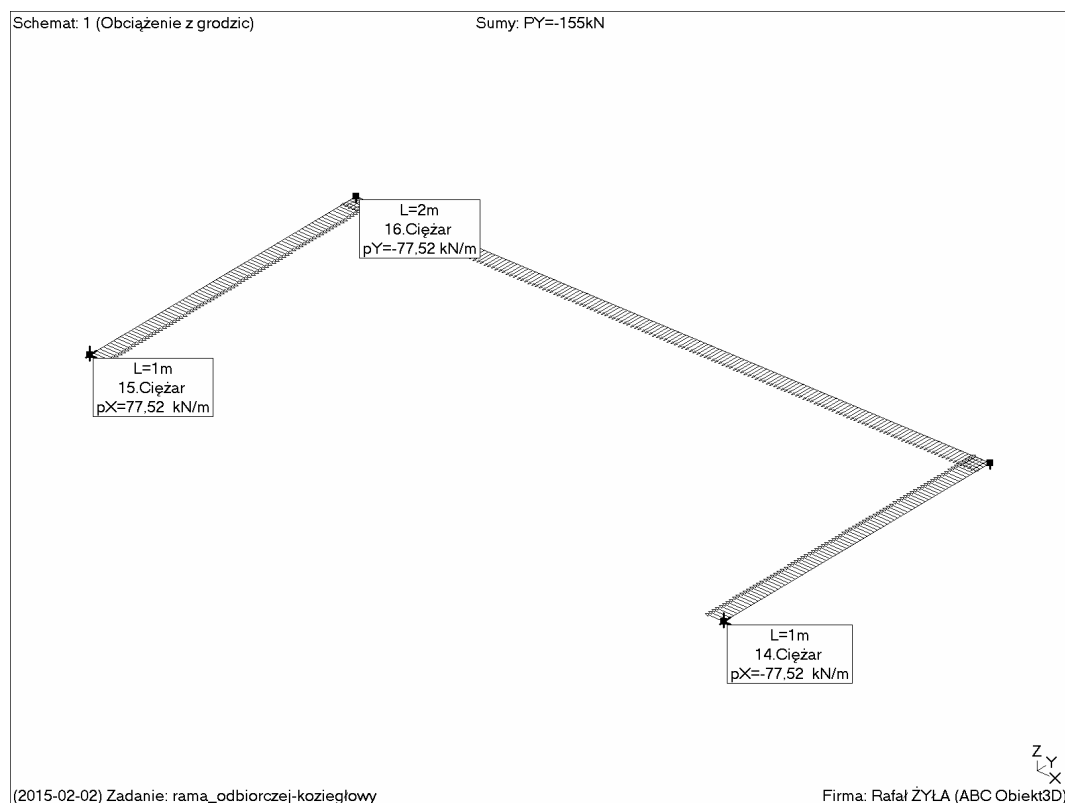 Schemat: 1 (Obciążenie z grodzic)
Sumy: PY=-155kN
L=2m
16.Ciężar
pY=-77,52 kN/m
L=1m
15.Ciężar
pX=77,52 kN/m
L=1m
14.Ciężar
pX=-77,52 kN/m
Z
Y
X
(2015-02-02) Zadanie: rama_odbiorczej-koziegłowy
Firma: Rafał ŻYŁA (ABC Obiekt3D)